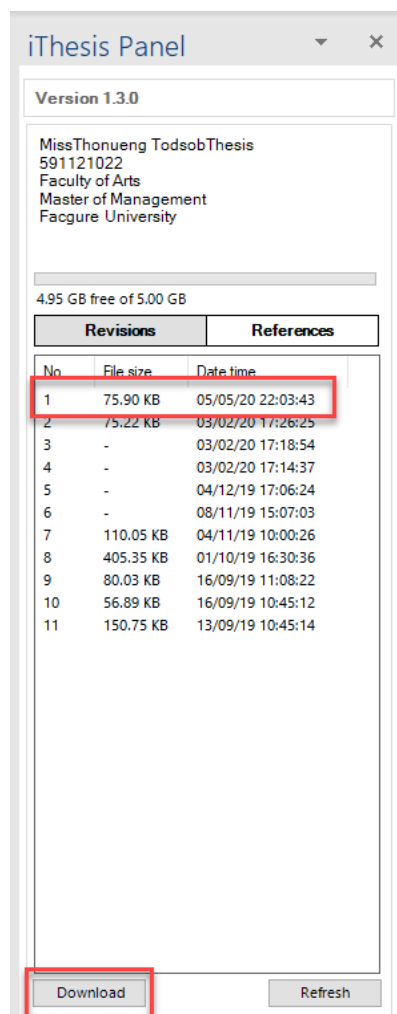 iThesis Panel
Version 1.3.0
MissThonueng TodsobThesis
591121022
Faculty of Arts
Master of Management
Facgure University
4.95 GB free of 5.00 GB
Revisions References
No File size Date time
1 75.90 KB 05/05/20 22:03:43
2 75.22 KB 03/02/20 17:26:25
3 - 03/02/20 17:18:54
4 - 03/02/20 17:14:37
5 - 04/12/19 17:06:24
6 - 08/11/19 15:07:03
7 110.05 KB 04/11/19 10:00:26
8 405.35 KB 01/10/19 16:30:36
9 80.03 KB 16/09/19 11:08:22
10 56.89 KB 16/09/19 10:45:12
11 150.75 KB 13/09/19 10:45:14
Download Refresh